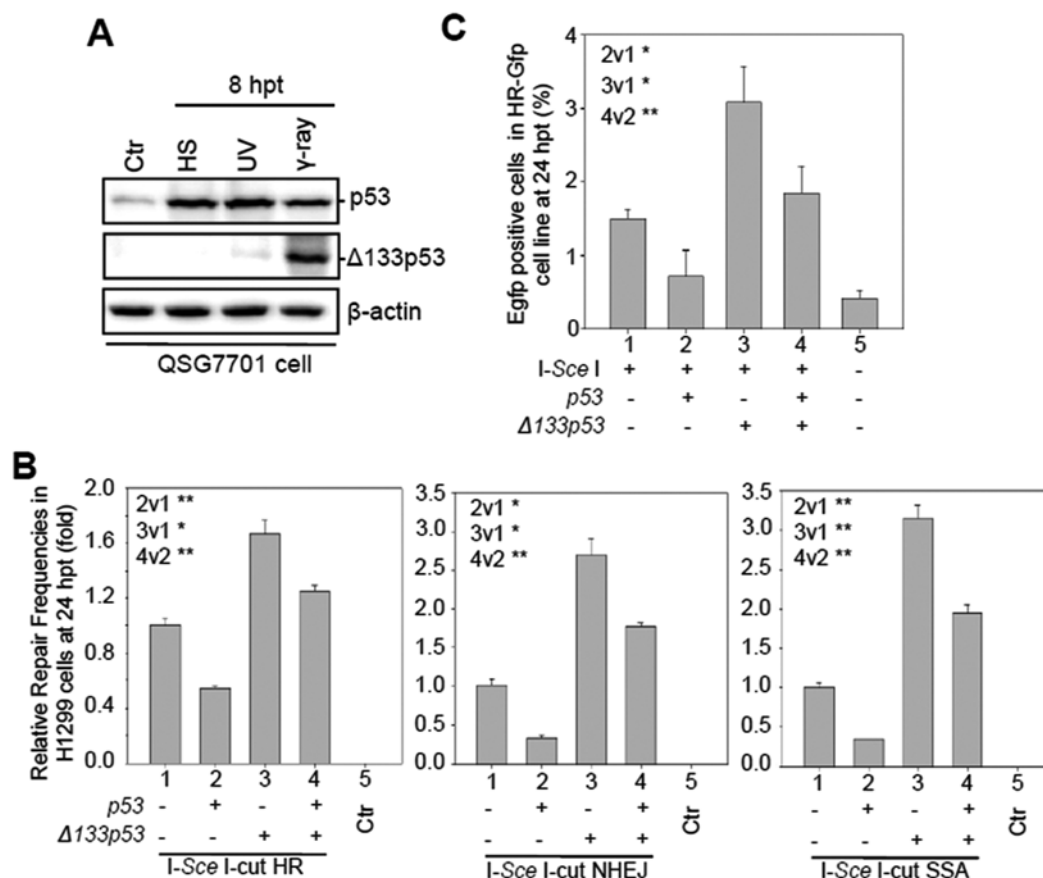 A
8 hpt
Ctr HS UV γ-ray
p53
Δ133p53
β-actin
QSG7701 cell
C
Egfp positive cells in HR-Gfp
cell line at 24 hpt (%)
4
3
2
1
0
2v1 *
3v1 *
4v2 **
1 2 3 4 5
I-Sce I + + + + -
p53 - + - + -
Δ133p53 - - + + -
B
Relative Repair Frequencies in
H1299 cells at 24 hpt (fold)
2.0
1.6
1.2
0.8
0.4
0.0
2v1 **
3v1 *
4v2 **
1 2 3 4 5
p53 - + - + Ctr
Δ133p53 - - + +
I-Sce I-cut HR
3.5
3.0
2.5
2.0
1.5
1.0
0.5
0.0
2v1 *
3v1 *
4v2 **
1 2 3 4 5
- + - + Ctr
- - + +
I-Sce I-cut NHEJ
3.5
3.0
2.5
2.0
1.5
1.0
0.5
0.0
2v1 **
3v1 **
4v2 **
1 2 3 4 5
- + - + Ctr
- - + +
I-Sce I-cut SSA